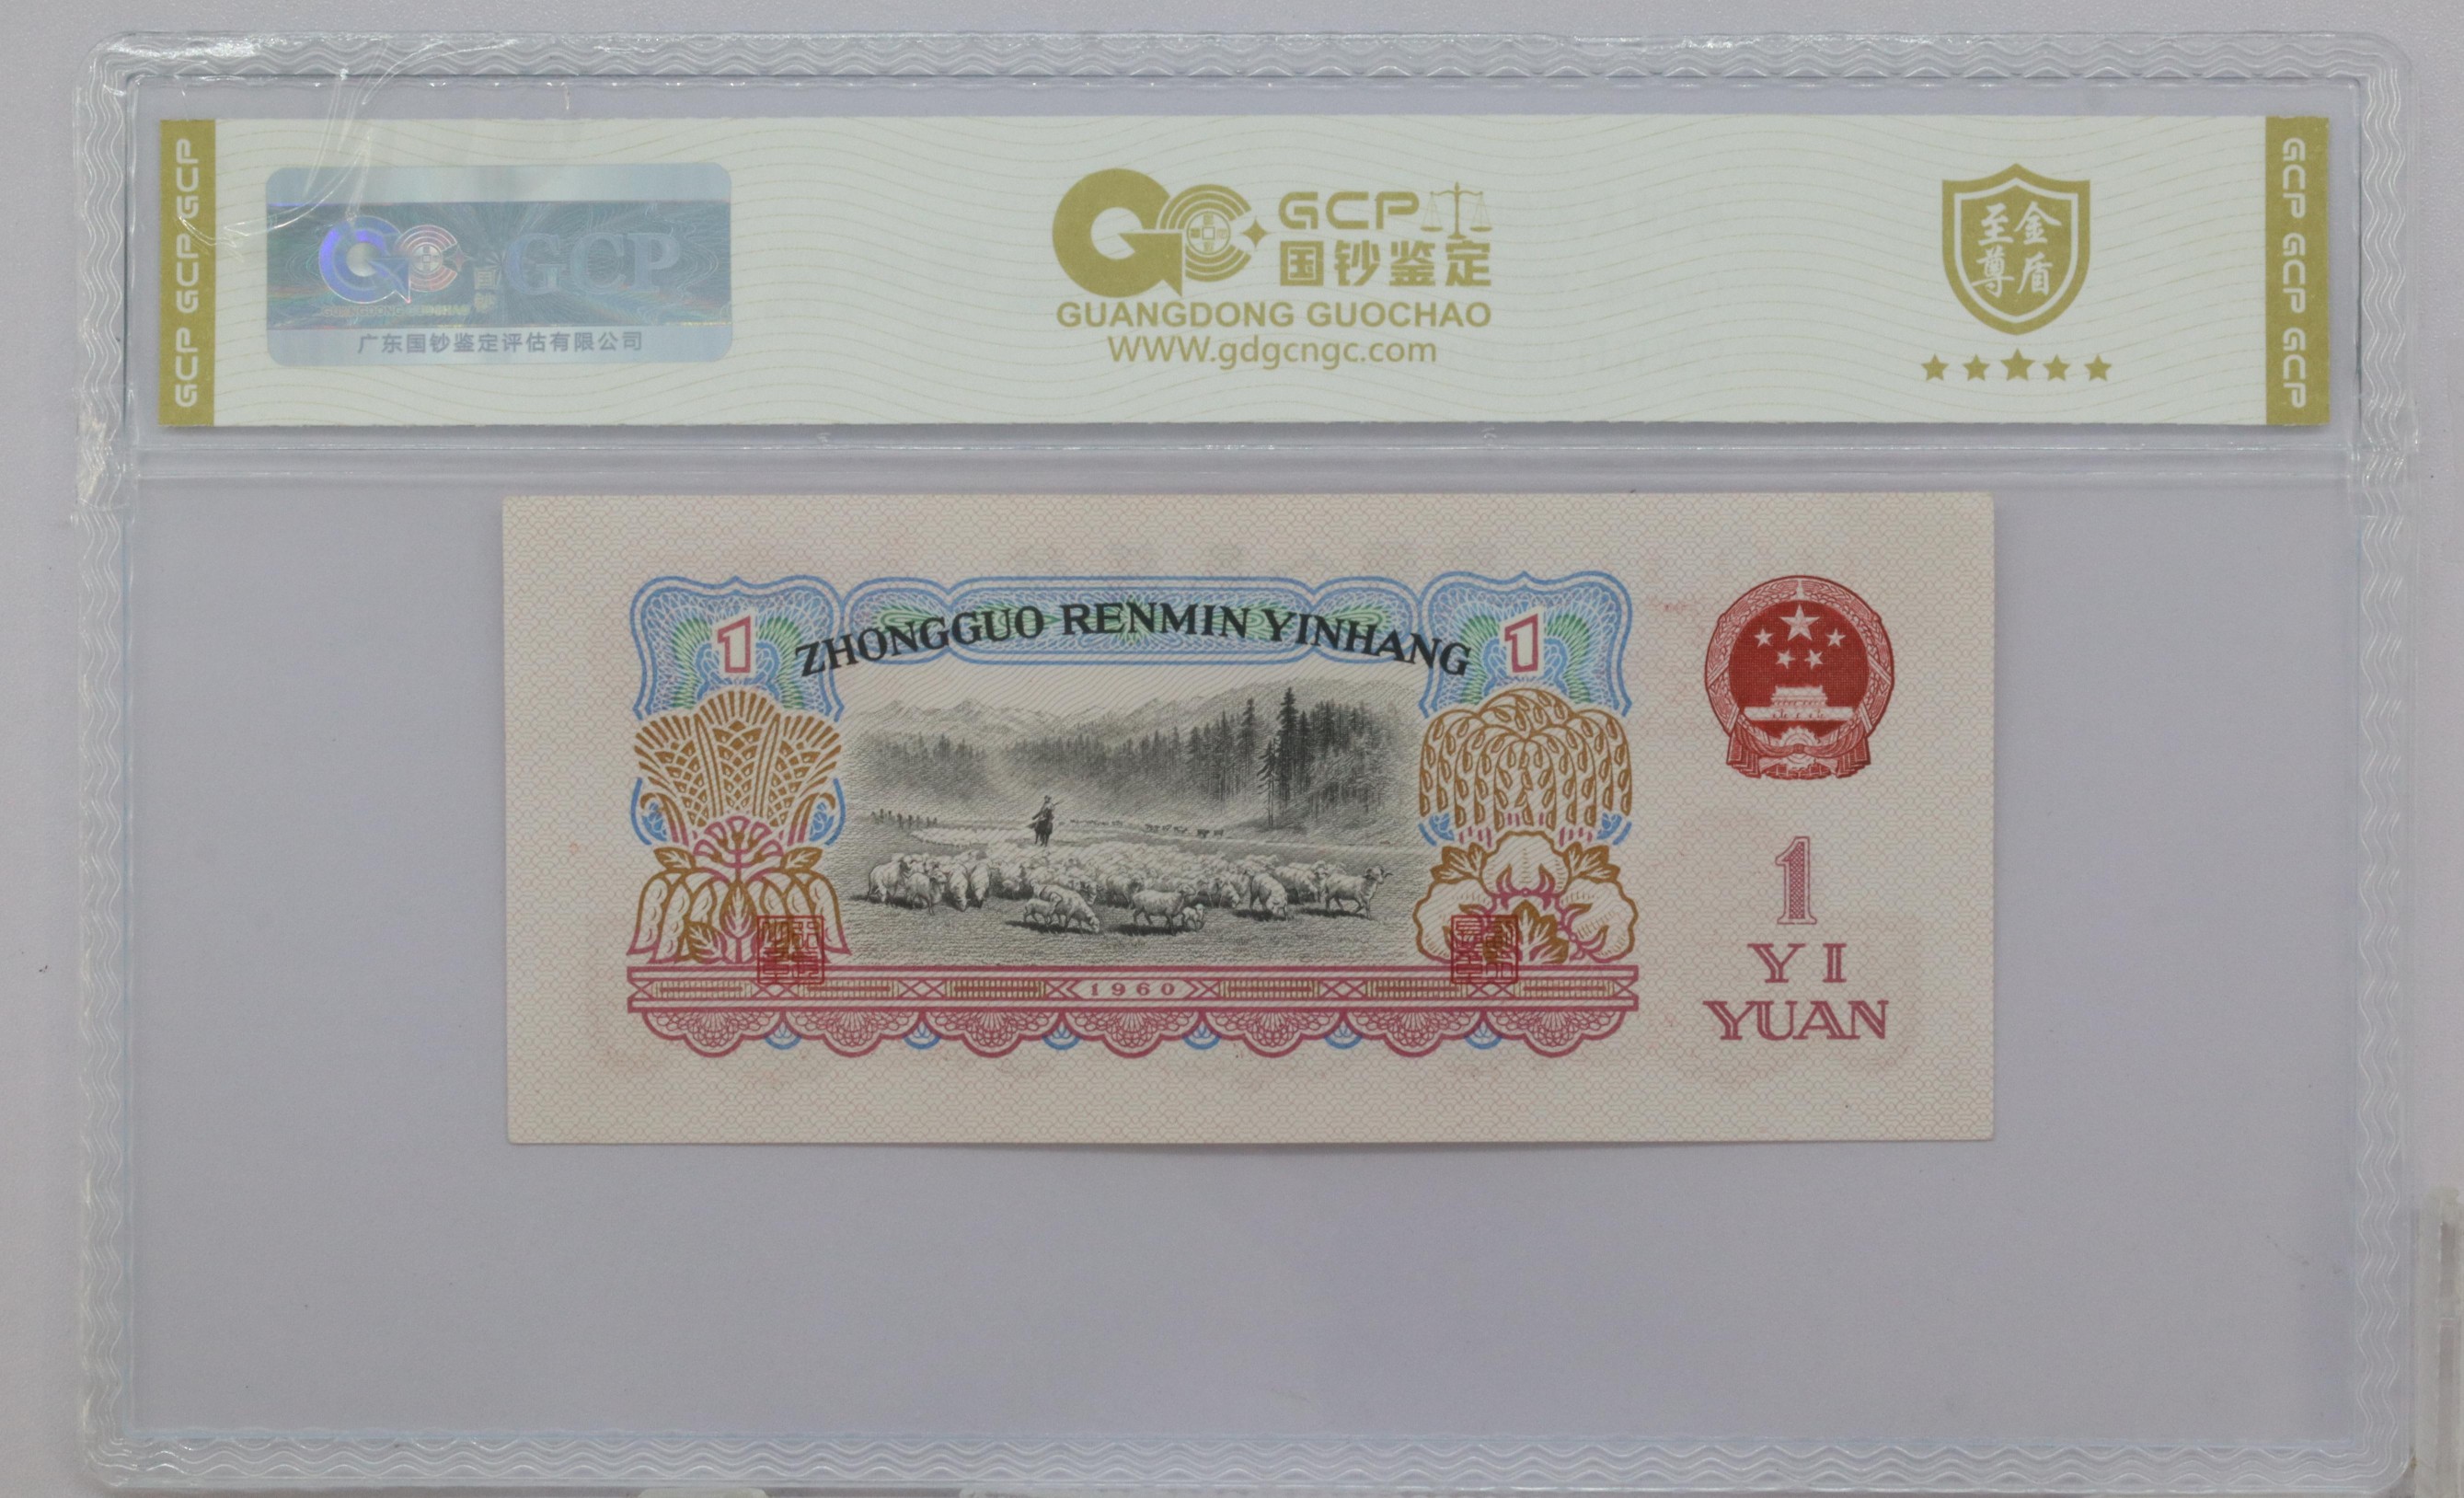 GCP GCP GCP
GCP
GUANGDONG GUOCHAO
广东国钞鉴定评估有限公司
GCP
国钞鉴定
GUANGDONG GUOCHAO
WWW.gdgcngc.com
金盾
至尊
GCP GCP GCP
ZHONGGUO RENMIN YINHANG
1
1
1960
1
YI
YUAN